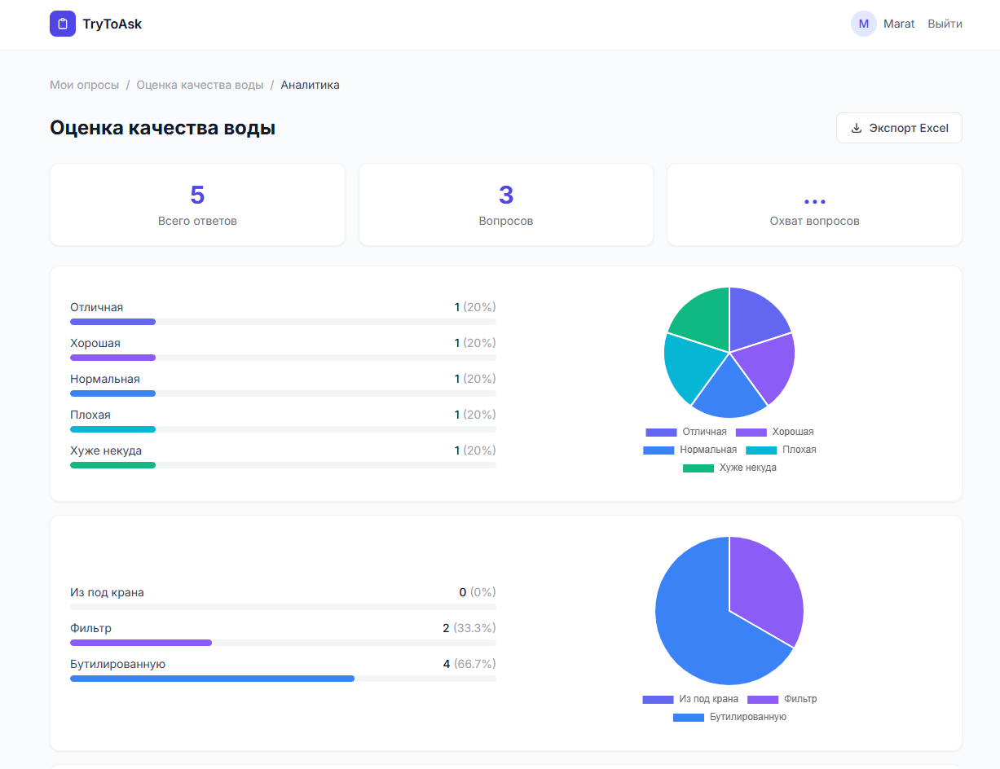 TryToAsk
M Marat Выйти
Мои опросы / Оценка качества воды / Аналитика
Оценка качества воды
Экспорт Excel
5
Всего ответов
3
Вопросов
...
Охват вопросов
Отличная 1 (20%)
Хорошая 1 (20%)
Нормальная 1 (20%)
Плохая 1 (20%)
Хуже некуда 1 (20%)
Отличная Хорошая
Нормальная Плохая
Хуже некуда
Из под крана 0 (0%)
Фильтр 2 (33.3%)
Бутилированную 4 (66.7%)
Из под крана Фильтр
Бутилированную